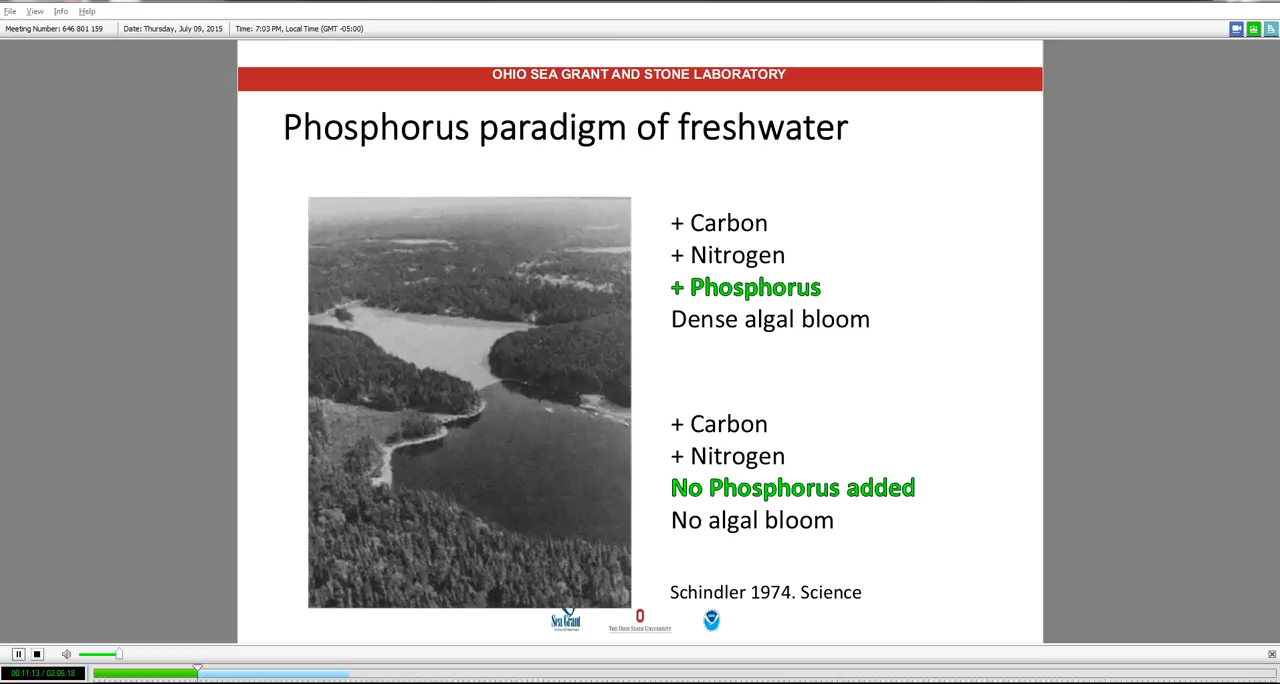 File View Info Help
Meeting Number: 646 801 159 Date: Thursday, July 09, 2015 Time: 7:03 PM, Local Time (GMT -05:00)
OHIO SEA GRANT AND STONE LABORATORY
Phosphorus paradigm of freshwater
+ Carbon
+ Nitrogen
+ Phosphorus
Dense algal bloom
+ Carbon
+ Nitrogen
No Phosphorus added
No algal bloom
Schindler 1974. Science
Sea Grant
THE OHIO STATE UNIVERSITY
00:11:13 / 02:06:13